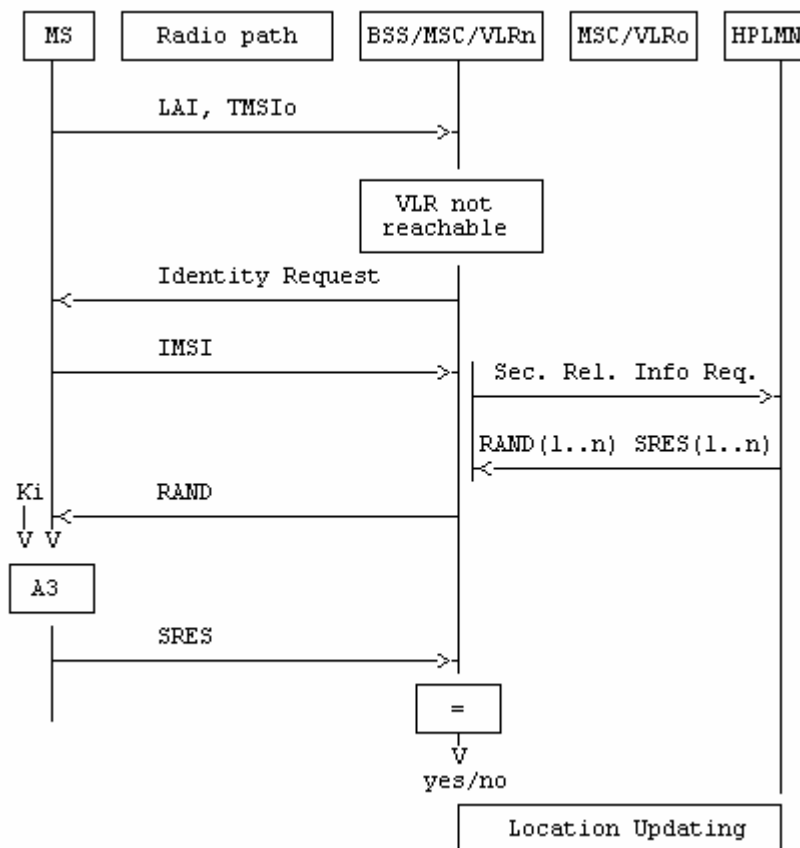 MS
Radio path
BSS/MSC/VLRn
MSC/VLRo
HPLMN
LAI, TMSIo
VLR not
reachable
Identity Request
IMSI
Sec. Rel. Info Req.
RAND(1..n) SRES(1..n)
Ki
RAND
A3
SRES
=
yes/no
Location Updating